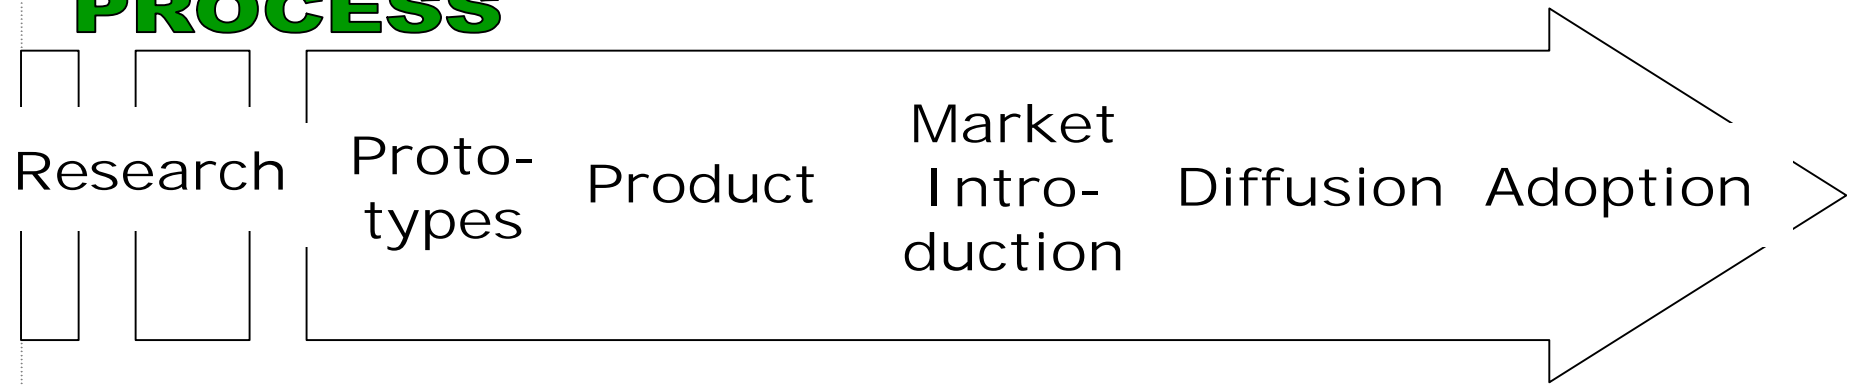 PROCESS
Research
Proto-
types
Product
Market
Intro-
duction
Diffusion
Adoption